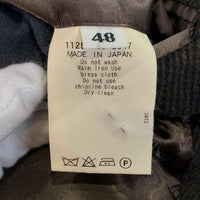 48
MADE IN JAPAN
Do not wash
Warm iron Use
press cloth
Do not use
chlorine bleach
Dry clean
P